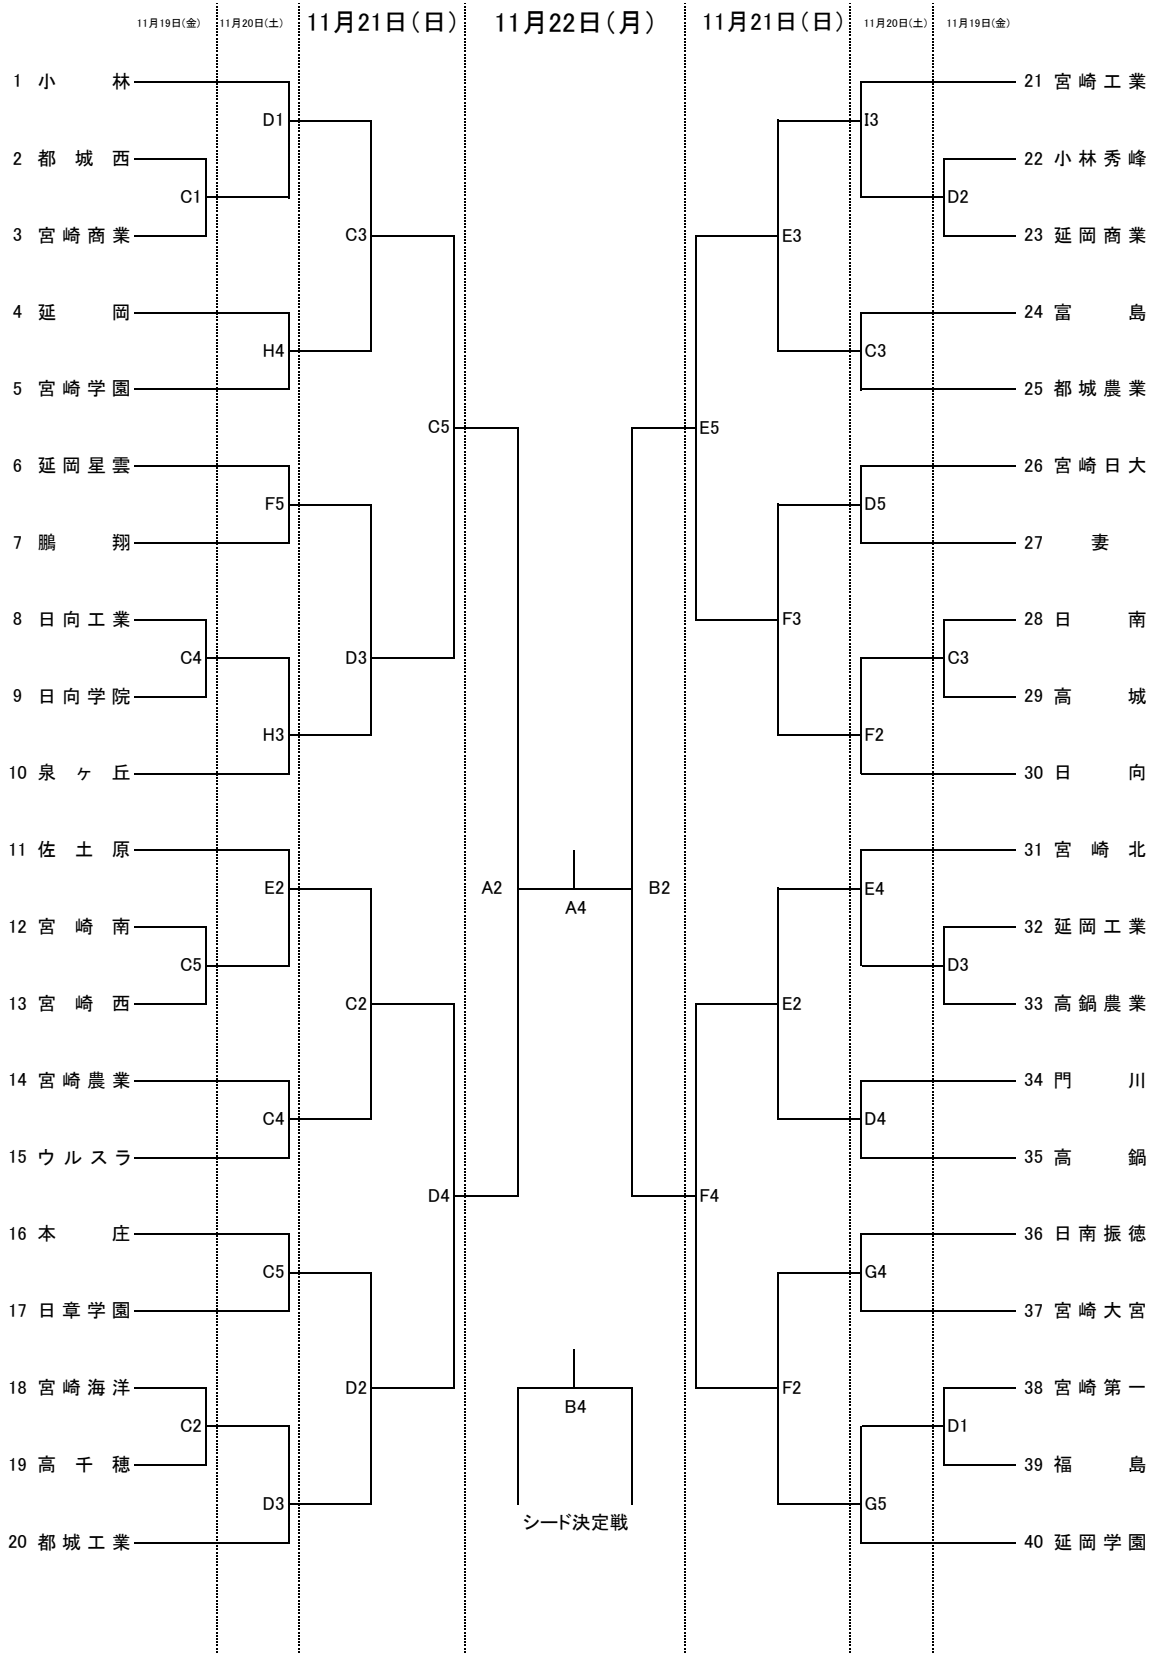 11月19日(金) 11月20日(土) 11月21日(日) 11月22日(月) 11月21日(日) 11月20日(土) 11月19日(金)
1 小林 21 宮崎工業
D1 I3
2 都城西 22 小林秀峰
C1 D2
3 宮崎商業 C3 E3 23 延岡商業
4 延岡 24 富島
H4 C3
5 宮崎学園 25 都城農業
C5 E5
6 延岡星雲 26 宮崎日大
F5 D5
7 鵬翔 27 妻
8 日向工業 F3 28 日南
C4 D3 C3
9 日向学院 29 高城
H3 F2
10 泉ヶ丘 30 日向
11 佐土原 31 宮崎北
E2 A2 B2 E4
A4
12 宮崎南 32 延岡工業
C5 D3
13 宮崎西 C2 E2 33 高鍋農業
14 宮崎農業 34 門川
C4 D4
15 ウルスラ 35 高鍋
D4 F4
16 本庄 36 日南振徳
C5 G4
17 日章学園 37 宮崎大宮
18 宮崎海洋 D2 F2 38 宮崎第一
B4
C2 D1
19 高千穂 39 福島
D3 G5
シード決定戦
20 都城工業 40 延岡学園